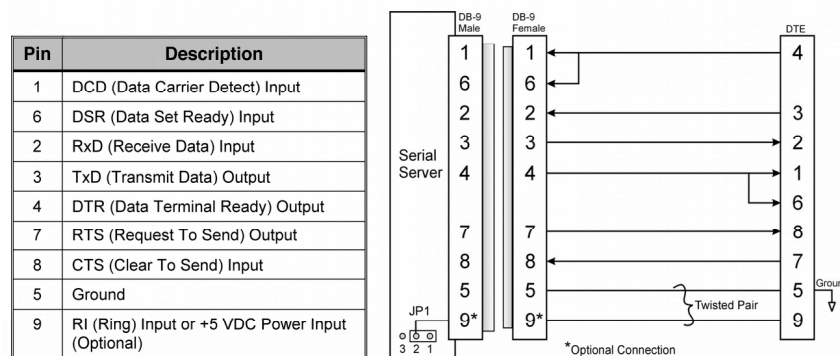 Pin Description
1 DCD (Data Carrier Detect) Input
6 DSR (Data Set Ready) Input
2 RxD (Receive Data) Input
3 TxD (Transmit Data) Output
4 DTR (Data Terminal Ready) Output
7 RTS (Request To Send) Output
8 CTS (Clear To Send) Input
5 Ground
9 RI (Ring) Input or +5 VDC Power Input
(Optional)
DB-9 DB-9
Male Female DTE
1 1 4
6 6
2 2 3
3 3 2
Serial
Server 4 4 1
6
7 7 8
8 8 7
5 5 5
Twisted Pair
JP1
9* 9* 9
3 2 1
*Optional Connection